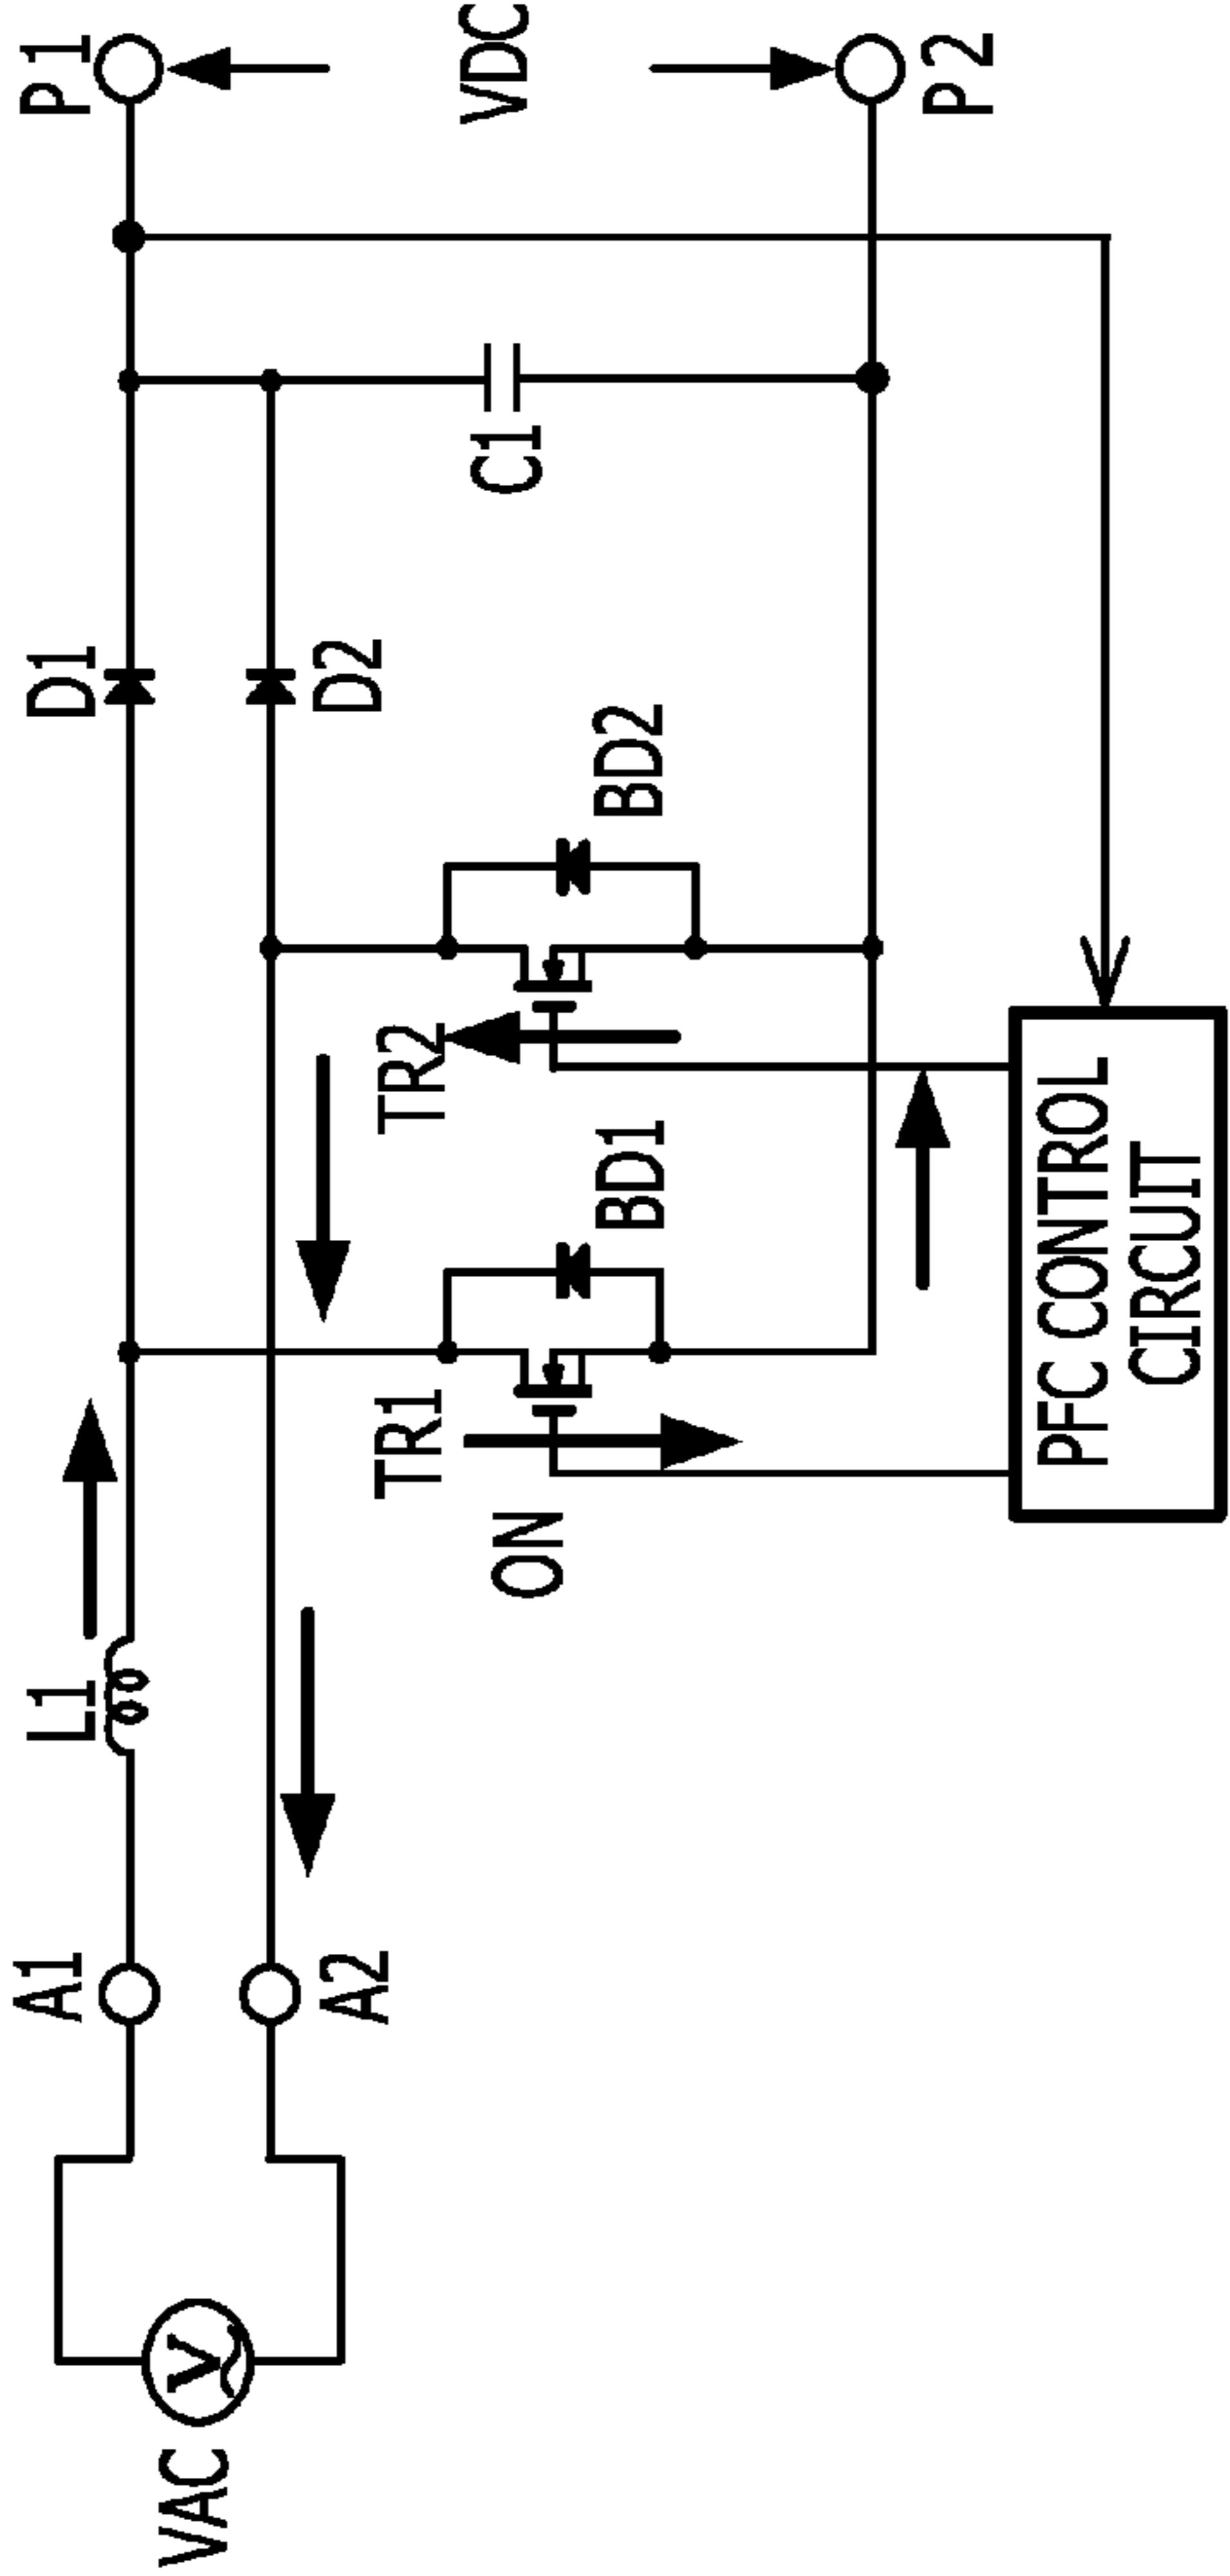 VAC
V
A1
A2
L1
ON
TR1
BD1
TR2
BD2
D1
D2
C1
P1
VDC
P2
PFC CONTROL
CIRCUIT